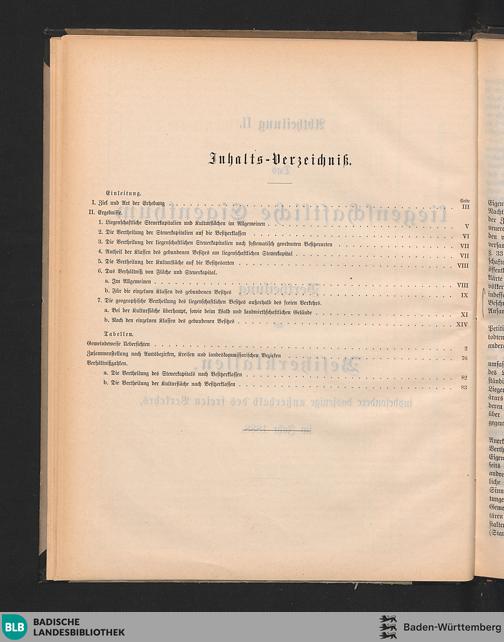 Inhalts-Verzeichniß.
Einleitung.
Seite
I. Ziel und Art der Erhebung III
II. Ergebnisse.
1. Liegenschaftliche Steuerkapitalien und Kulturflächen im Allgemeinen V
2. Die Vertheilung der Steuerkapitalien auf die Besitzerklassen VI
3. Die Vertheilung der liegenschaftlichen Steuerkapitalien nach systematisch geordneten Besitzesarten VII
4. Antheil der Klassen des gebundenen Besitzes am liegenschaftlichen Steuerkapital VII
5. Die Vertheilung der Kulturfläche auf die Besitzesarten VIII
6. Das Verhältniß von Fläche und Steuerkapital.
a. Im Allgemeinen VIII
b. Für die einzelnen Klassen des gebundenen Besitzes IX
7. Die geographische Vertheilung des liegenschaftlichen Besitzes außerhalb des freien Verkehrs.
a. Bei der Kulturfläche überhaupt, sowie beim Wald und landwirthschaftlichen Gelände XI
b. Nach den einzelnen Klassen des gebundenen Besitzes XIV
Tabellen.
Gemeindeweise Uebersichten 2
Zusammenstellung nach Amtsbezirken, Kreisen und landeskommissarischen Bezirken 76
Verhältnißzahlen.
a. Die Vertheilung des Steuerkapitals nach Besitzerklassen 82
b. Die Vertheilung der Kulturfläche nach Besitzerklassen 83
BLB
BADISCHE
LANDESBIBLIOTHEK
Baden-Württemberg